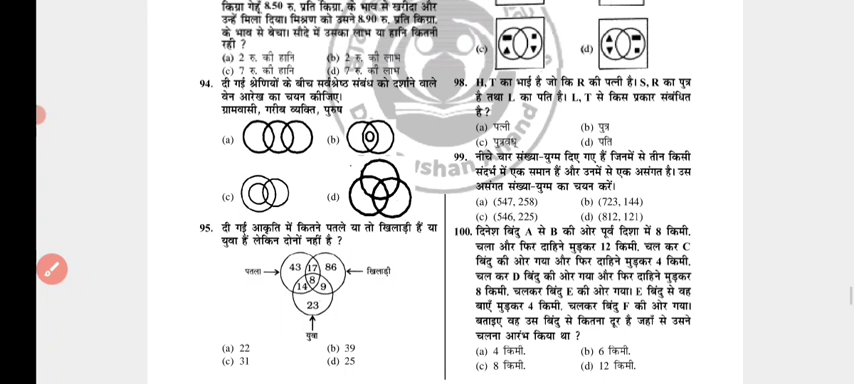 किग्रा गेहूँ 8.50 रु. प्रति किग्रा. के भाव से खरीदा और
उन्हें मिला दिया। मिश्रण को उसने 8.90 रु. प्रति किग्रा.
के भाव से बेचा। सौदे में उसका लाभ या हानि कितनी
रही ?
(a) 2 रु. की हानि (b) 2 रु. की लाभ
(c) 7 रु. की हानि (d) 7 रु. की लाभ
94. दी गई श्रेणियों के बीच सर्वश्रेष्ठ संबंध को दर्शाने वाले
वेन आरेख का चयन कीजिए।
ग्रामवासी, गरीब व्यक्ति, पुरुष
(a) (b)
(c) (d)
95. दी गई आकृति में कितने पतले या तो खिलाड़ी हैं या
युवा हैं लेकिन दोनों नहीं है ?
43 17 86
पतला खिलाड़ी
8
14 9
23
युवा
(a) 22 (b) 39
(c) 31 (d) 25
(c) (d)
98. H, T का भाई है जो कि R की पत्नी है। S, R का पुत्र
है तथा L का पति है। L, T से किस प्रकार संबंधित
है ?
(a) पत्नी (b) पुत्र
(c) पुत्रवधू (d) पति
99. नीचे चार संख्या-युग्म दिए गए हैं जिनमें से तीन किसी
संदर्भ में एक समान हैं और उनमें से एक असंगत है। उस
असंगत संख्या-युग्म का चयन करें।
(a) (547, 258) (b) (723, 144)
(c) (546, 225) (d) (812, 121)
100. दिनेश बिंदु A से B की ओर पूर्व दिशा में 8 किमी.
चला और फिर दाहिने मुड़कर 12 किमी. चल कर C
बिंदु की ओर गया और फिर दाहिने मुड़कर 4 किमी.
चल कर D बिंदु की ओर गया और फिर दाहिने मुड़कर
8 किमी. चलकर बिंदु E की ओर गया। E बिंदु से वह
बाएँ मुड़कर 4 किमी. चलकर बिंदु F की ओर गया।
बताइए वह उस बिंदु से कितना दूर है जहाँ से उसने
चलना आरंभ किया था ?
(a) 4 किमी. (b) 6 किमी.
(c) 8 किमी. (d) 12 किमी.